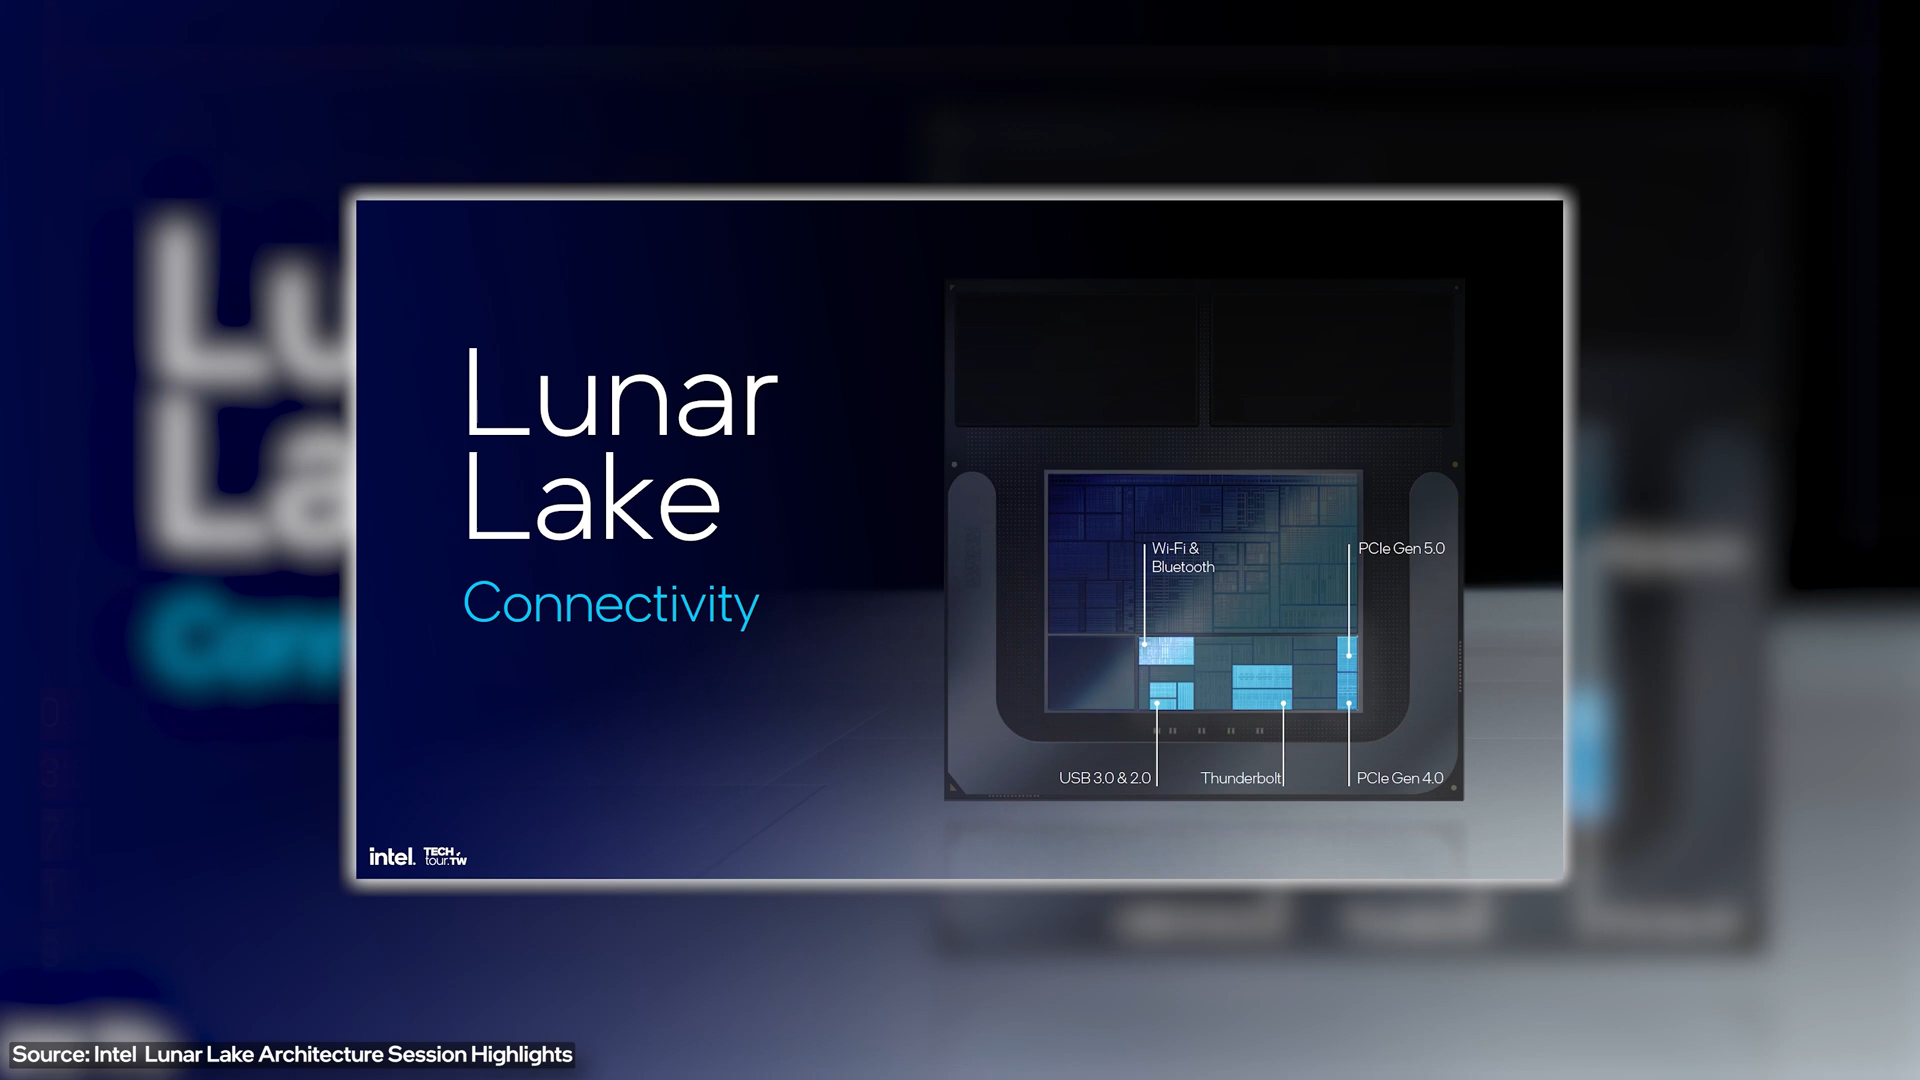 Lunar
Lake
Connectivity
Wi-Fi &
Bluetooth
PCIe Gen 5.0
USB 3.0 & 2.0
Thunderbolt
PCIe Gen 4.0
intel.
TECH
tour.TW
Source: Intel Lunar Lake Architecture Session Highlights